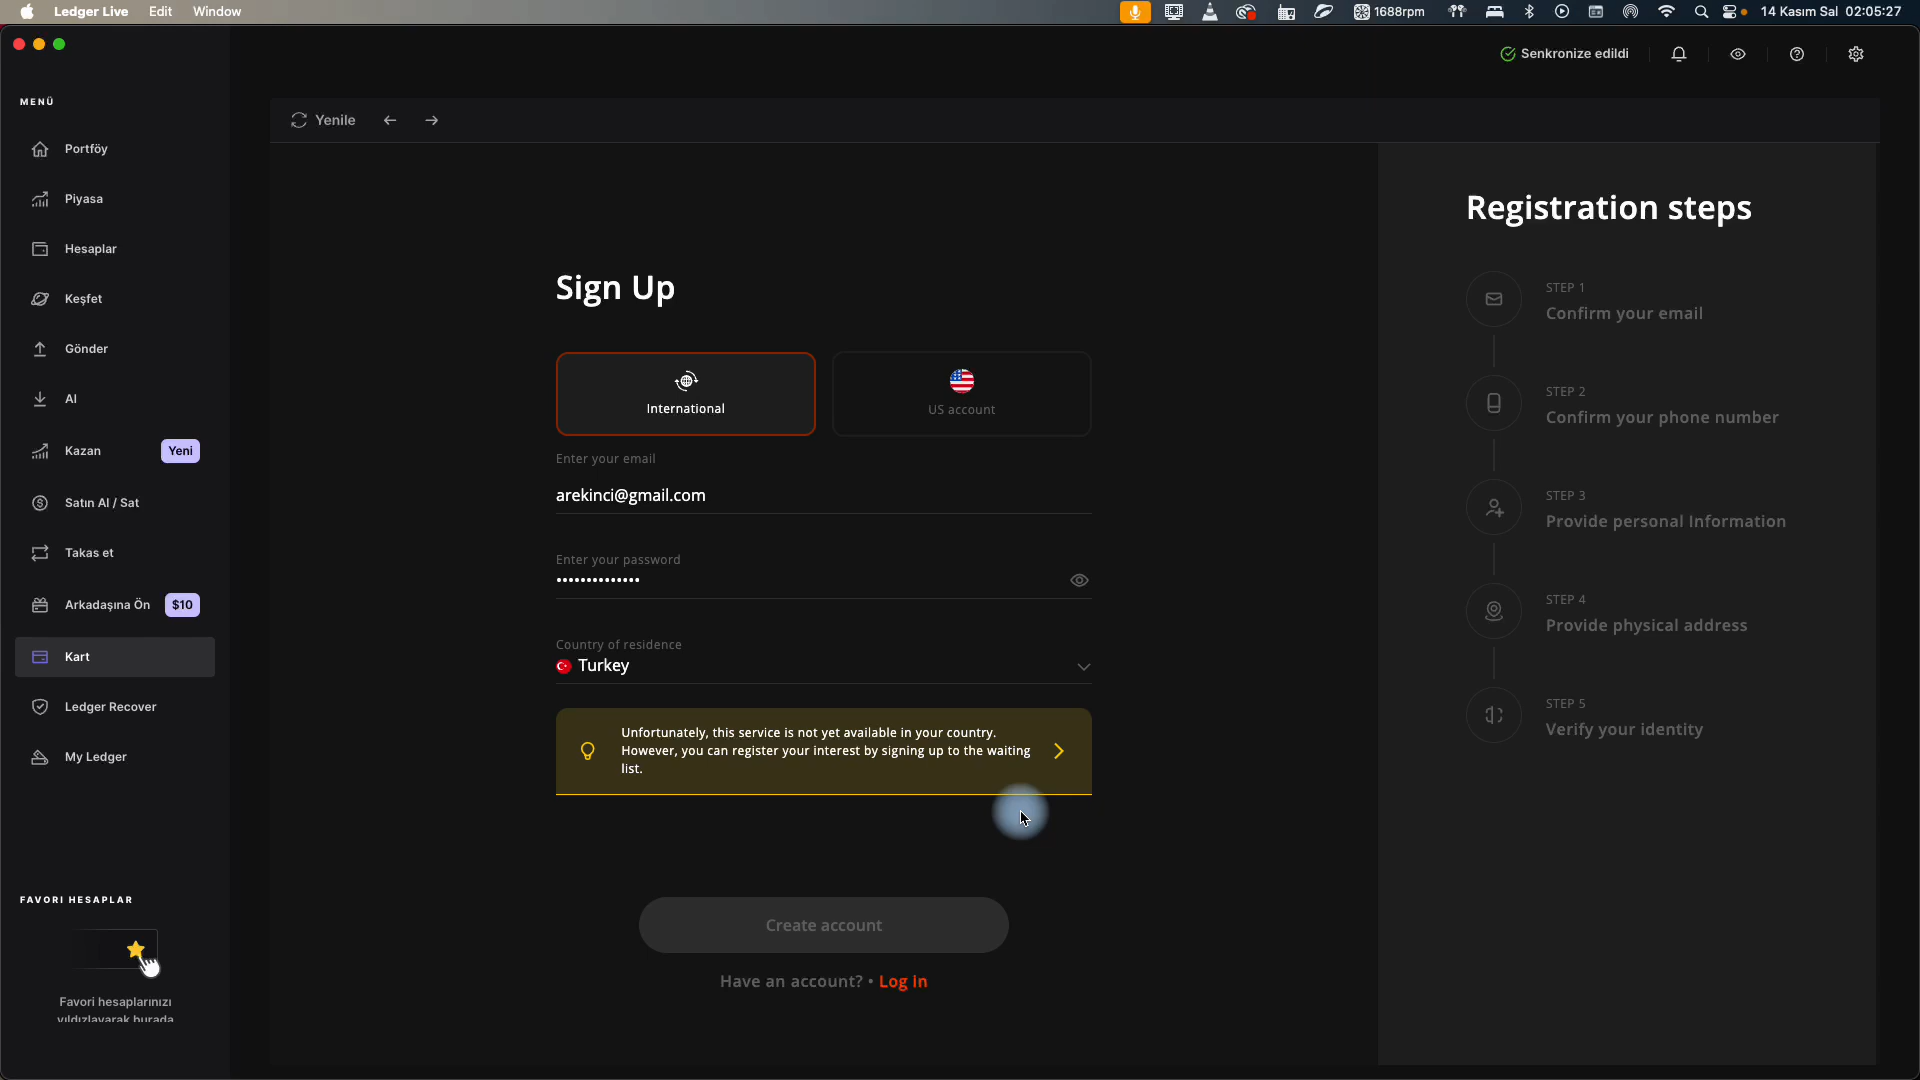 Ledger Live Edit Window
1688rpm
14 Kasım Sal 02:05:27
Senkronize edildi
MENÜ
Portföy
Piyasa
Hesaplar
Keşfet
Gönder
Al
Kazan Yeni
Satın Al / Sat
Takas et
Arkadaşına Ön $10
Kart
Ledger Recover
My Ledger
FAVORİ HESAPLAR
Favori hesaplarınızı
yıldızlayarak burada
Yenile
Sign Up
International
US account
Enter your email
arekinci@gmail.com
Enter your password
••••••••••••••
Country of residence
Turkey
Unfortunately, this service is not yet available in your country.
However, you can register your interest by signing up to the waiting
list.
Create account
Have an account? • Log in
Registration steps
STEP 1
Confirm your email
STEP 2
Confirm your phone number
STEP 3
Provide personal Information
STEP 4
Provide physical address
STEP 5
Verify your identity